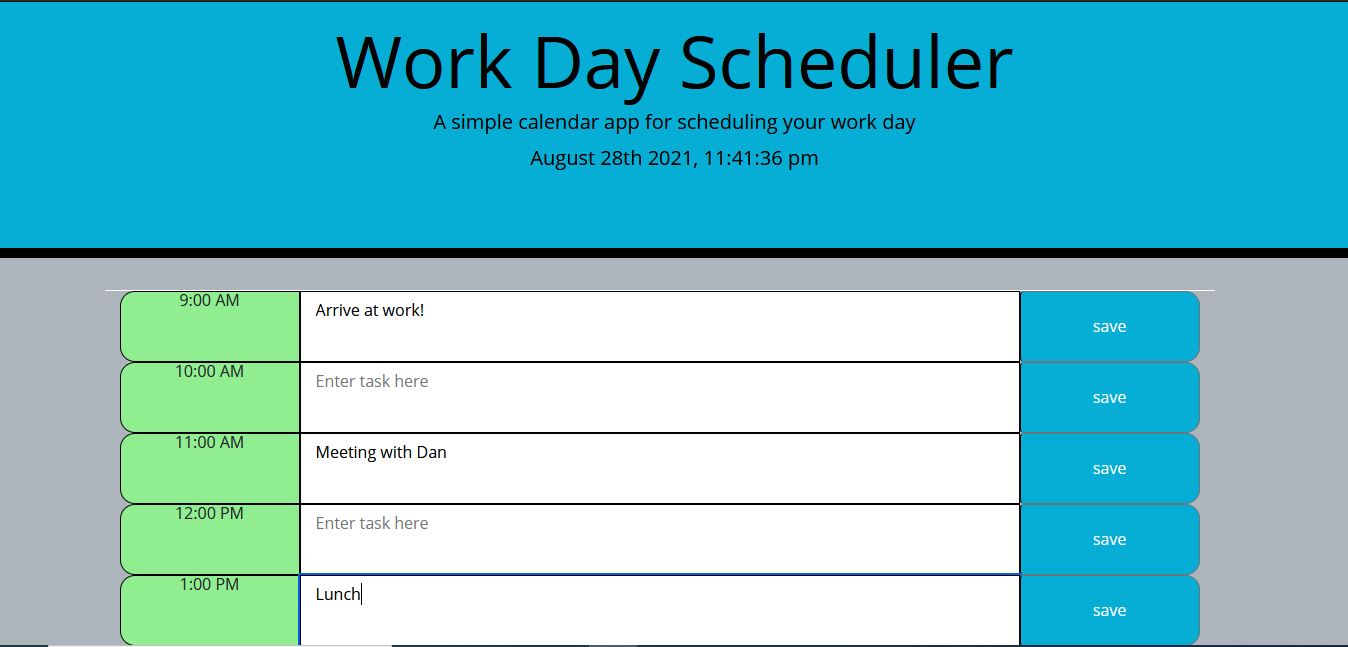 Work Day Scheduler
A simple calendar app for scheduling your work day
August 28th 2021, 11:41:36 pm
9:00 AM Arrive at work! save
10:00 AM Enter task here save
11:00 AM Meeting with Dan save
12:00 PM Enter task here save
1:00 PM Lunch save